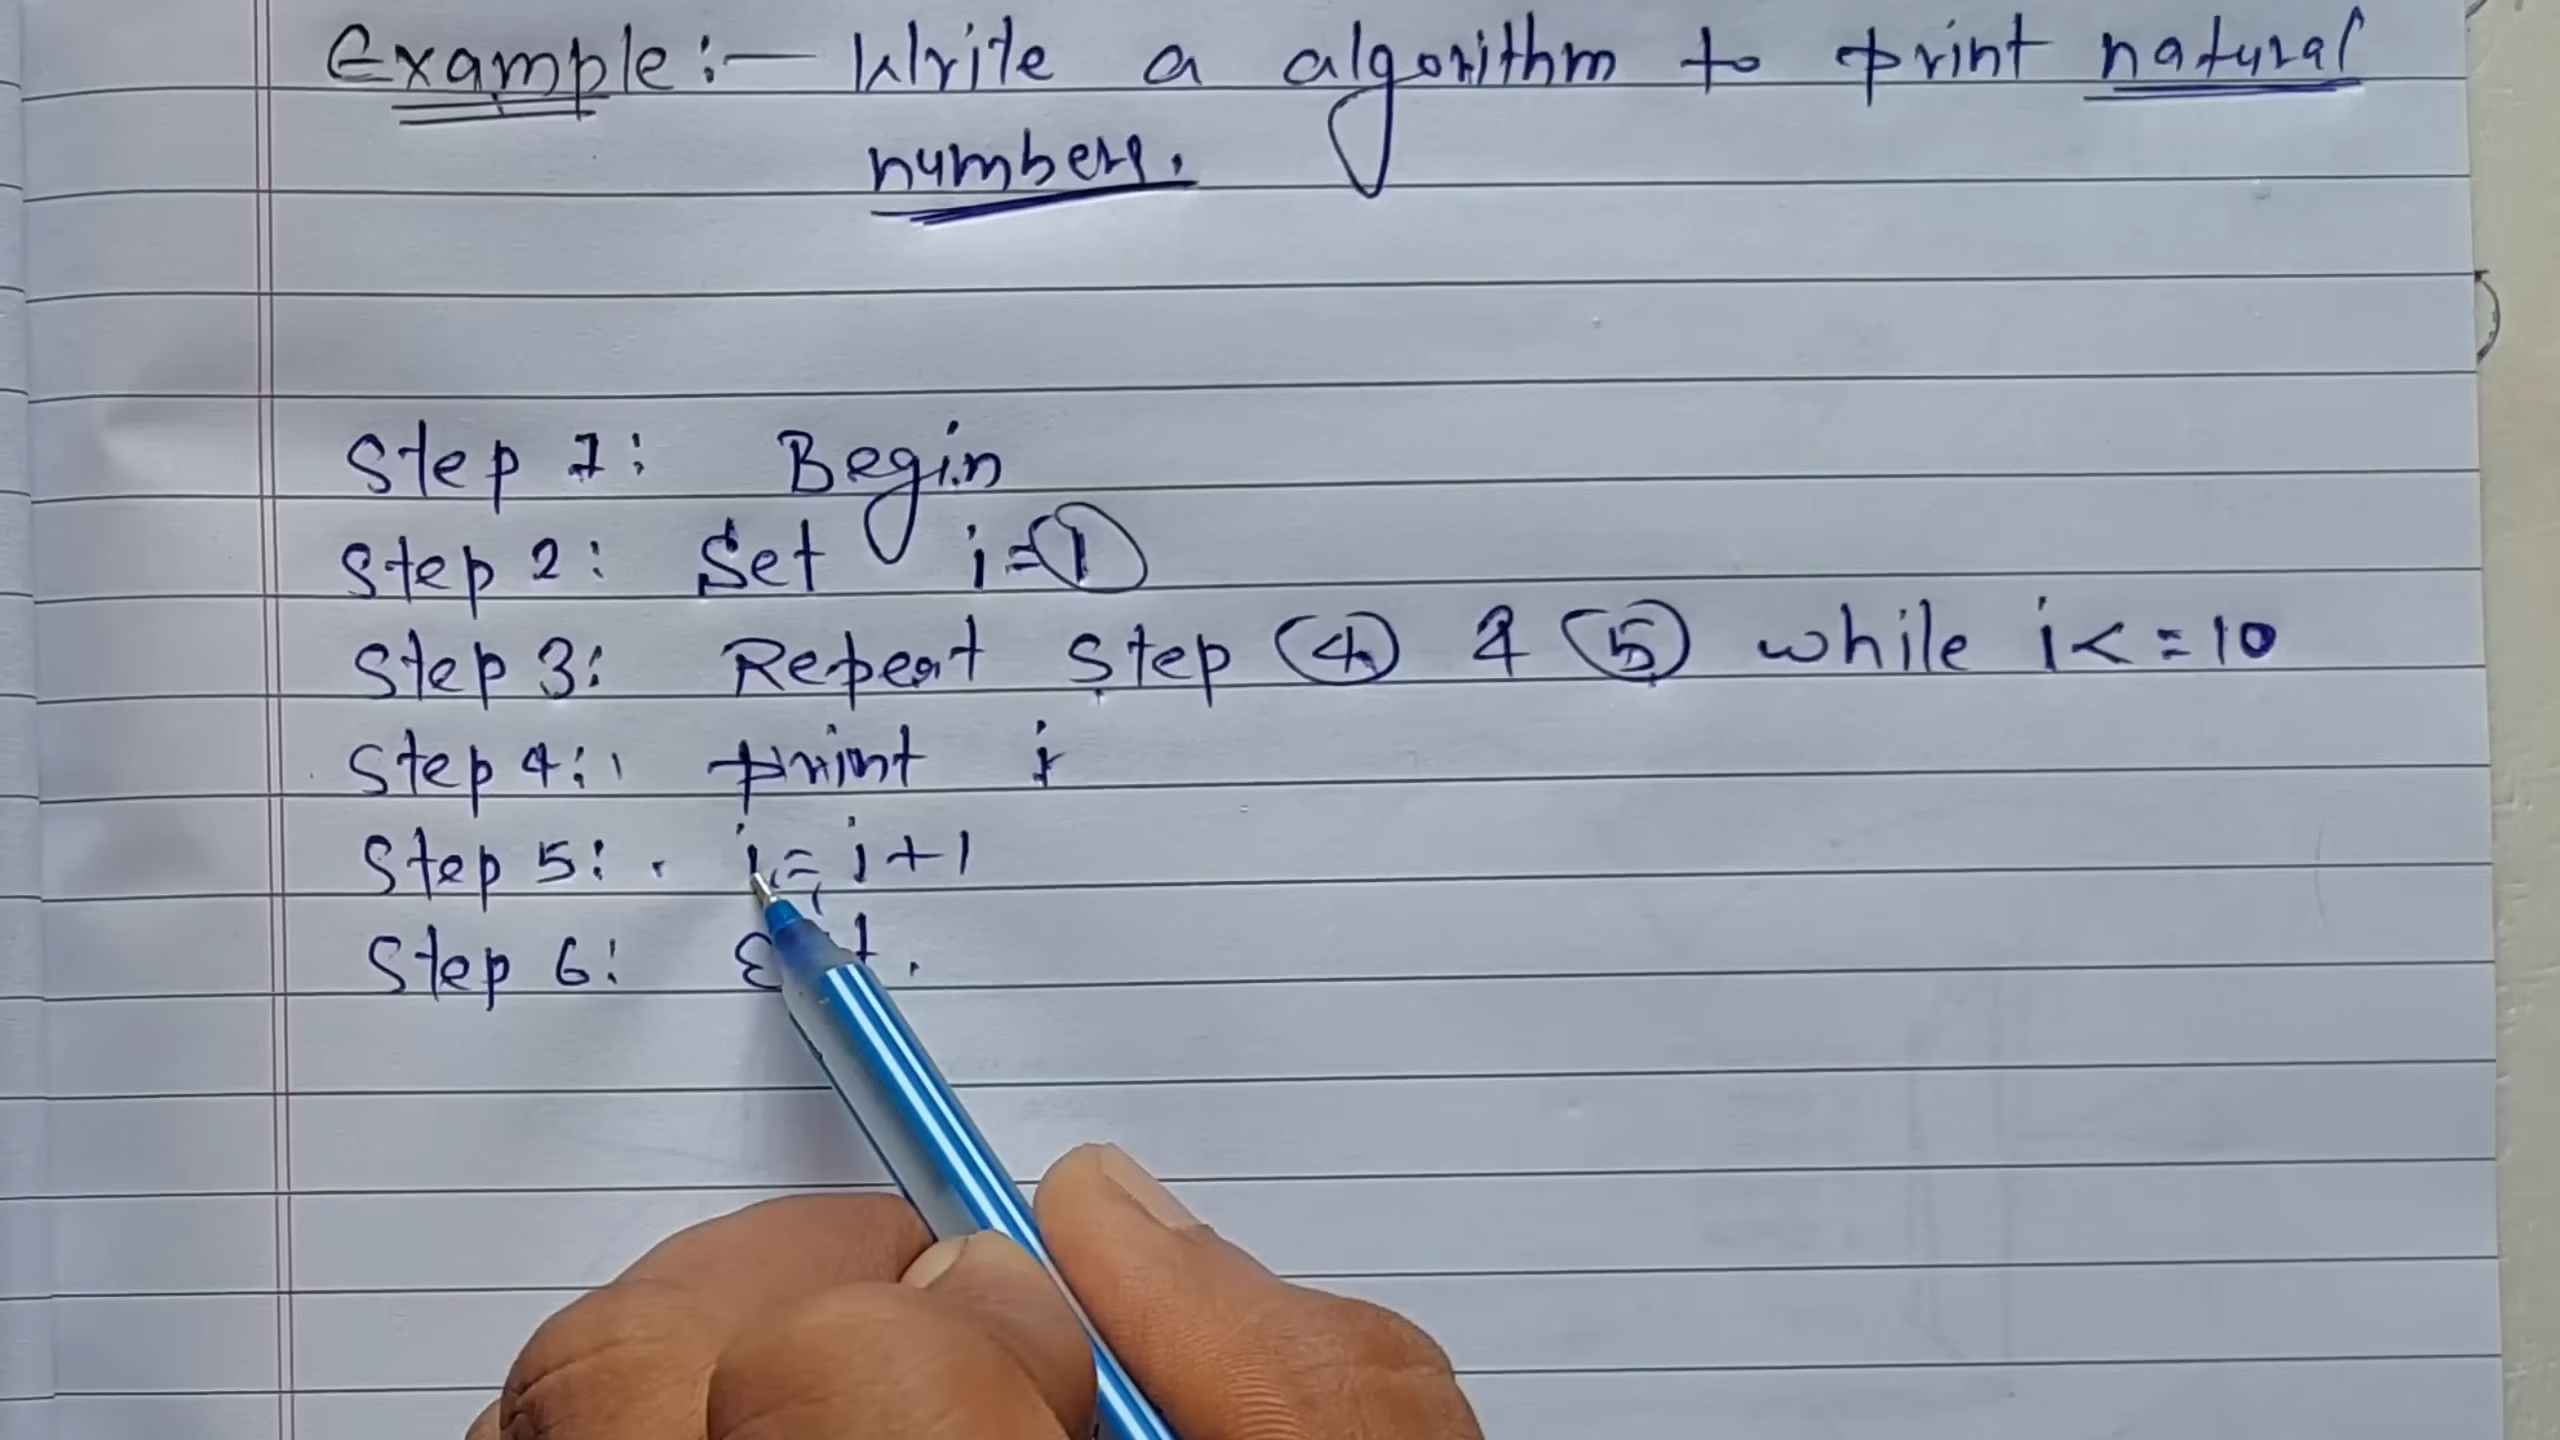 Example:- Write a algorithm to print natural
numbers.
Step 1: Begin
Step 2: Set i=1
Step 3: Repeat Step 4 & 5 while i<=10
Step 4: print i
Step 5: i=i+1
Step 6: